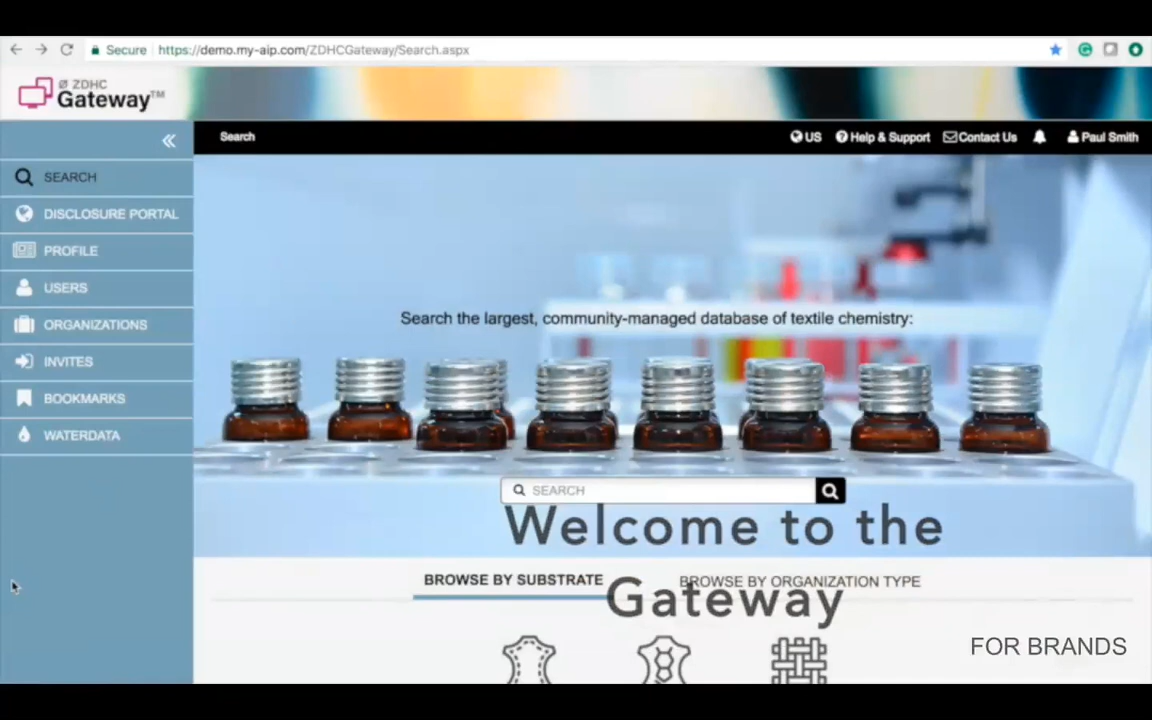 Secure https://demo.my-aip.com/ZDHCGateway/Search.aspx
Ø ZDHC
Gateway™
Search US Help & Support Contact Us Paul Smith
SEARCH
DISCLOSURE PORTAL
PROFILE
USERS
ORGANIZATIONS
INVITES
BOOKMARKS
WATERDATA
Search the largest, community-managed database of textile chemistry:
SEARCH
Welcome to the
Gateway
BROWSE BY SUBSTRATE BROWSE BY ORGANIZATION TYPE
FOR BRANDS